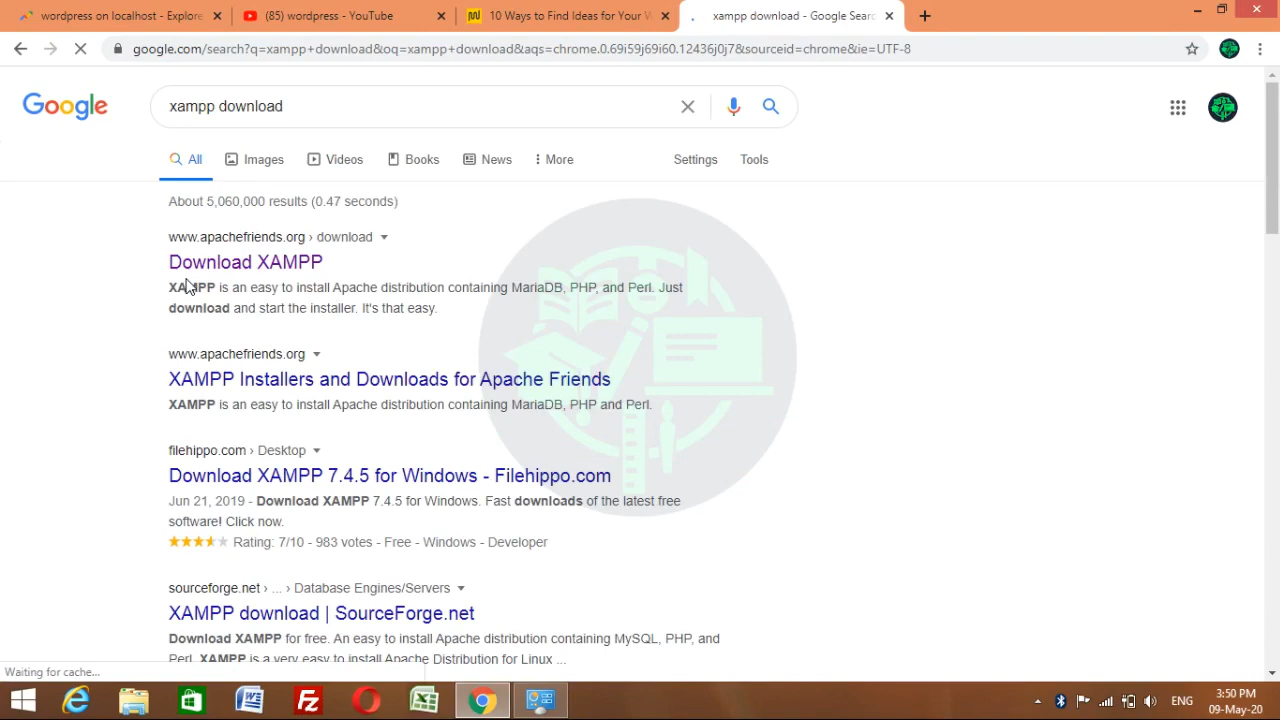 wordpress on localhost - Explore
(85) wordpress - YouTube
10 Ways to Find Ideas for Your W
xampp download - Google Searc
google.com/search?q=xampp+download&oq=xampp+download&aqs=chrome.0.69i59j69i60.12436j0j7&sourceid=chrome&ie=UTF-8
Google
xampp download
All Images Videos Books News More Settings Tools
About 5,060,000 results (0.47 seconds)
www.apachefriends.org › download
Download XAMPP
XAMPP is an easy to install Apache distribution containing MariaDB, PHP, and Perl. Just
download and start the installer. It's that easy.
www.apachefriends.org
XAMPP Installers and Downloads for Apache Friends
XAMPP is an easy to install Apache distribution containing MariaDB, PHP and Perl.
filehippo.com › Desktop
Download XAMPP 7.4.5 for Windows - Filehippo.com
Jun 21, 2019 - Download XAMPP 7.4.5 for Windows. Fast downloads of the latest free
software! Click now.
Rating: 7/10 - 983 votes - Free - Windows - Developer
sourceforge.net › ... › Database Engines/Servers
XAMPP download | SourceForge.net
Download XAMPP for free. An easy to install Apache distribution containing MySQL, PHP, and
Perl. XAMPP is a very easy to install Apache Distribution for Linux ...
Waiting for cache...
ENG
3:50 PM
09-May-20